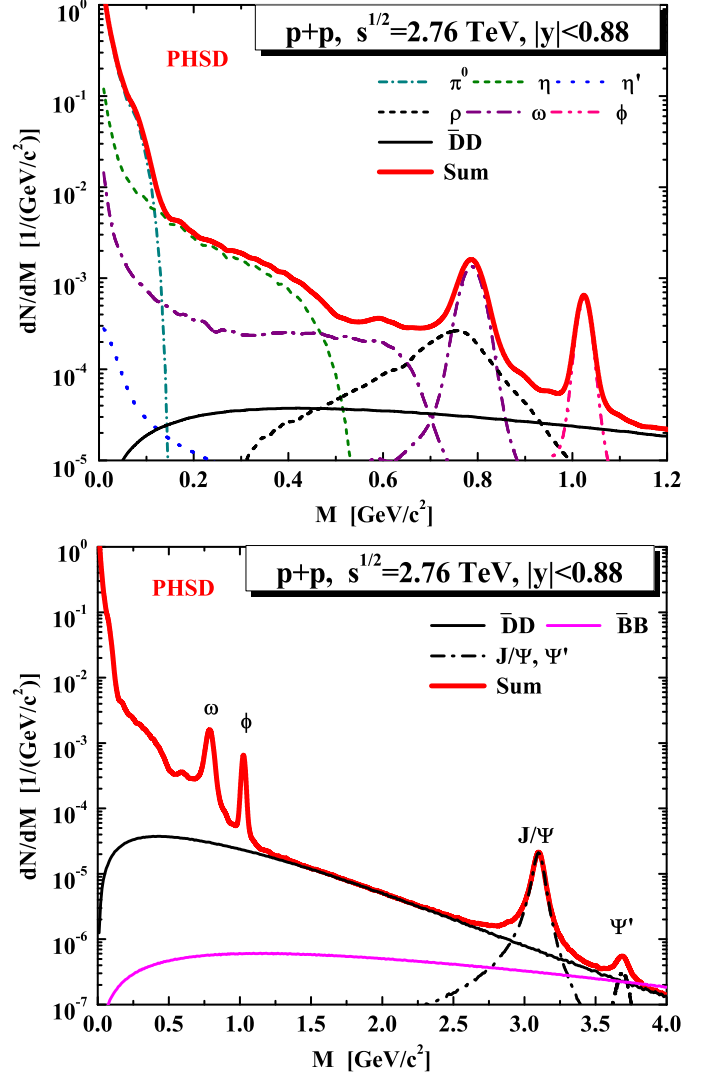 p+p, s^1/2=2.76 TeV, |y|<0.88
PHSD
π⁰ η η'
ρ ω ϕ
D̄D
Sum
dN/dM [1/(GeV/c²)]
10⁰
10⁻¹
10⁻²
10⁻³
10⁻⁴
10⁻⁵
0.0 0.2 0.4 0.6 0.8 1.0 1.2
M [GeV/c²]
p+p, s^1/2=2.76 TeV, |y|<0.88
PHSD
D̄D B̄B
J/Ψ, Ψ'
Sum
ω
ϕ
J/Ψ
Ψ'
dN/dM [1/(GeV/c²)]
10⁰
10⁻¹
10⁻²
10⁻³
10⁻⁴
10⁻⁵
10⁻⁶
10⁻⁷
0.0 0.5 1.0 1.5 2.0 2.5 3.0 3.5 4.0
M [GeV/c²]